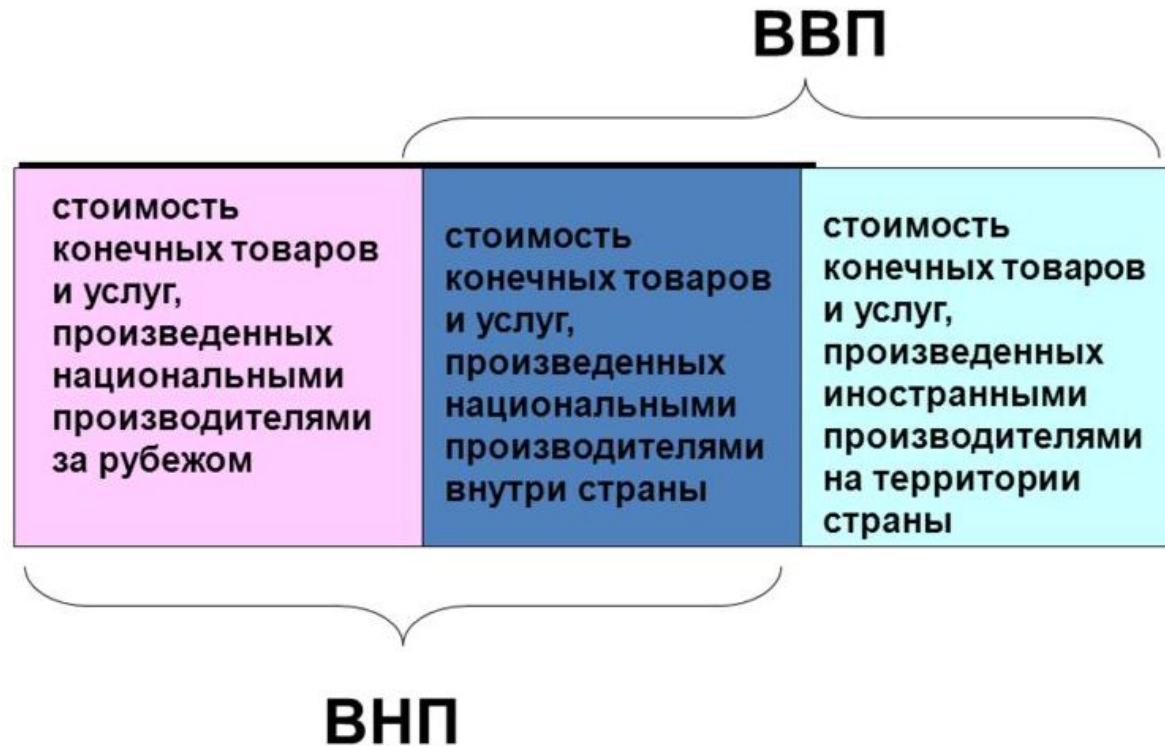 ВВП
стоимость
конечных товаров
и услуг,
произведенных
национальными
производителями
за рубежом
стоимость
конечных товаров
и услуг,
произведенных
национальными
производителями
внутри страны
стоимость
конечных товаров
и услуг,
произведенных
иностранными
производителями
на территории
страны
ВНП